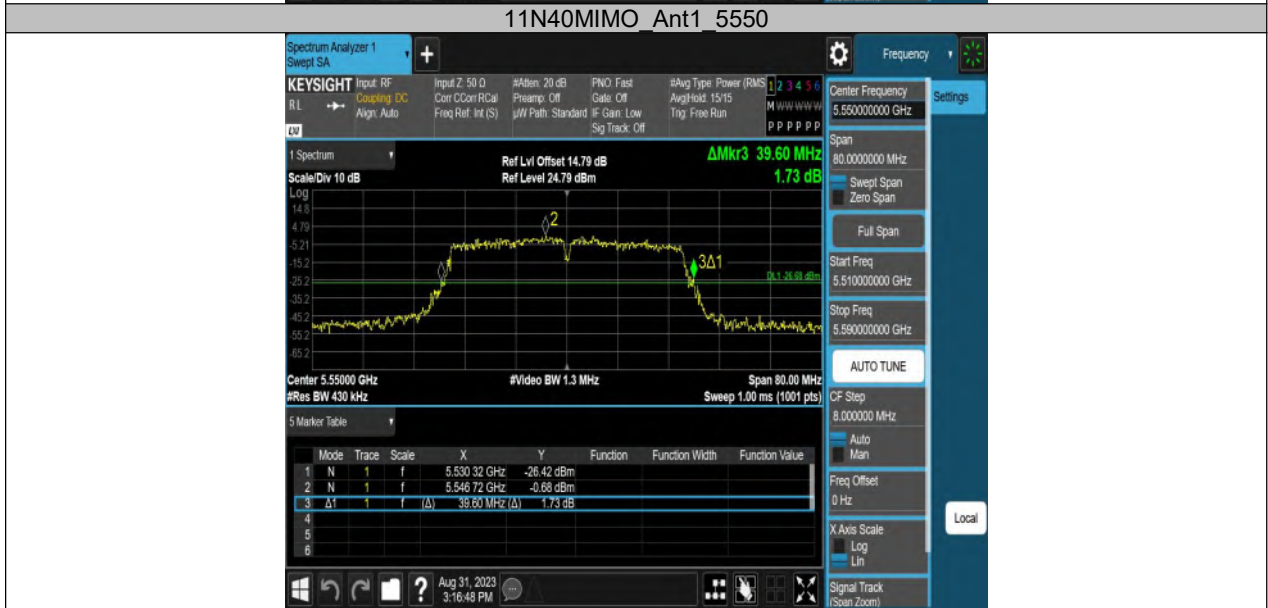 11N40MIMO_Ant1_5550
Spectrum Analyzer 1
Swept SA
+
Frequency
KEYSIGHT Input: RF Input Z: 50 Ω #Atten: 20 dB PNO: Fast #Avg Type: Power (RMS 1 2 3 4 5 6
RL Coupling: DC Corr CCorr RCal Preamp: Off Gate: Off Avg|Hold: 15/15 M W W W W W
Align: Auto Freq Ref: Int (S) µW Path: Standard IF Gain: Low Trig: Free Run
LXI Sig Track: Off P P P P P P
Center Frequency
5.550000000 GHz
Settings
Span
80.0000000 MHz
Swept Span
Zero Span
Full Span
Start Freq
5.510000000 GHz
Stop Freq
5.590000000 GHz
AUTO TUNE
CF Step
8.000000 MHz
Auto
Man
Freq Offset
0 Hz
X Axis Scale
Log
Lin
Signal Track
(Span Zoom)
Local
1 Spectrum Ref Lvl Offset 14.79 dB ΔMkr3 39.60 MHz
Scale/Div 10 dB Ref Level 24.79 dBm 1.73 dB
Log
14.8
4.79
-5.21
-15.2
-25.2
-35.2
-45.2
-55.2
-65.2
2
3Δ1
DL1 -26.68 dBm
Center 5.55000 GHz #Video BW 1.3 MHz Span 80.00 MHz
#Res BW 430 kHz Sweep 1.00 ms (1001 pts)
5 Marker Table
Mode Trace Scale X Y Function Function Width Function Value
1 N 1 f 5.530 32 GHz -26.42 dBm
2 N 1 f 5.546 72 GHz -0.68 dBm
3 Δ1 1 f (Δ) 39.60 MHz (Δ) 1.73 dB
4
5
6
? Aug 31, 2023
3:16:48 PM